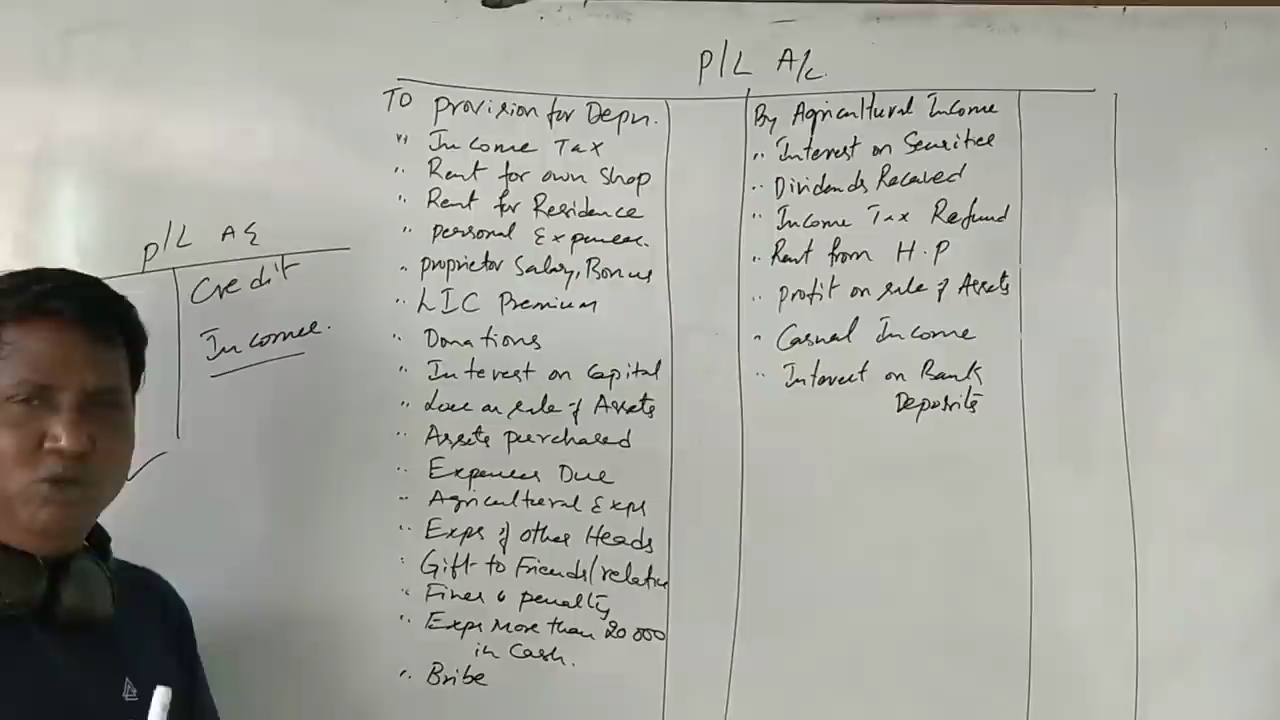 P/L A/c
To Provision for Depn.
" Income Tax
" Rent for own Shop
" Rent for Residence
" Personal Expenses.
" Proprietor Salary, Bonus
" LIC Premium
" Donations
" Interest on Capital
" Loss on sale of Assets
" Assets purchased
" Expenses Due
" Agricultural Exps
" Exps of other Heads
" Gift to Friends/relative
" Fines & penalty
" Exps More than 20 000
in Cash.
" Bribe
By Agricultural Income
" Interest on Securities
" Dividends Received
" Income Tax Refund
" Rent from H.P
" Profit on sale of Assets
" Casual Income
" Interest on Bank
Deposits
P/L A/c
Credit
Incomes.